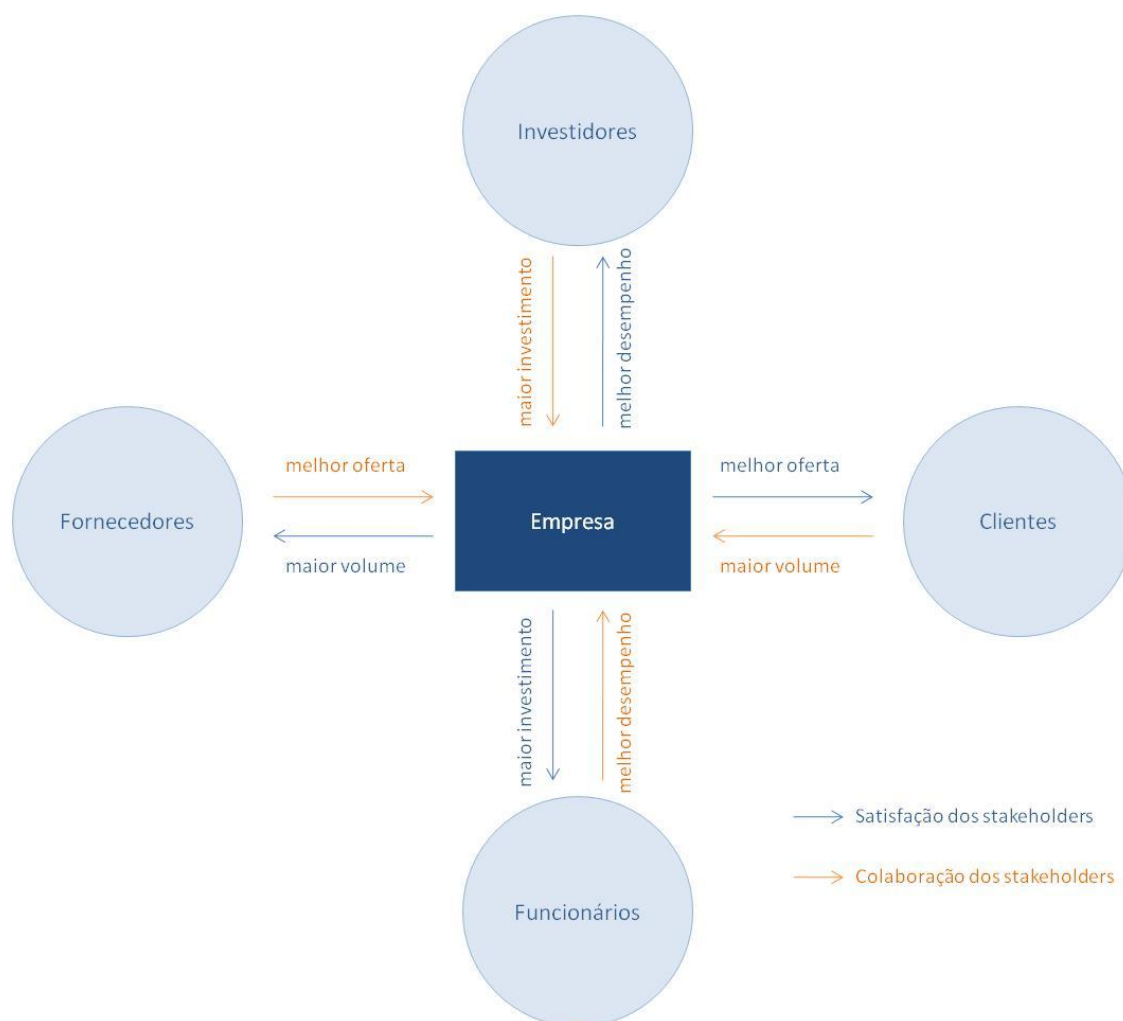 Investidores
maior investimento
melhor desempenho
melhor oferta
melhor oferta
Fornecedores
Empresa
Clientes
maior volume
maior volume
maior investimento
melhor desempenho
Satisfação dos stakeholders
Colaboração dos stakeholders
Funcionários